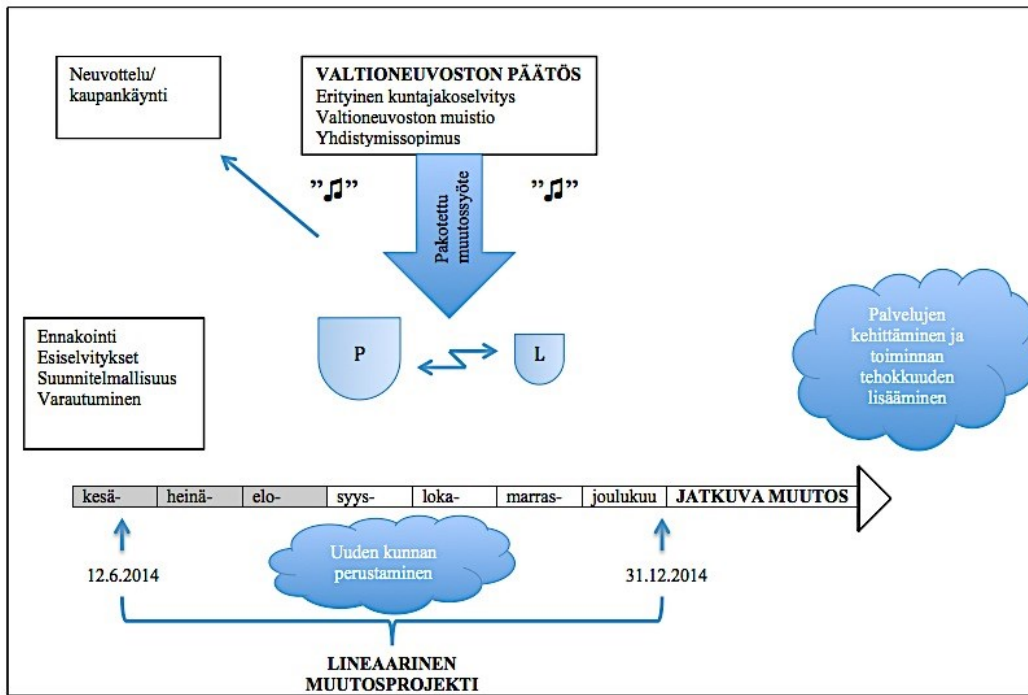 Neuvottelu/
kaupankäynti
VALTIONEUVOSTON PÄÄTÖS
Erityinen kuntajakoselvitys
Valtioneuvoston muistio
Yhdistymissopimus
”♫”
”♫”
Pakotettu
muutossyöte
Ennakointi
Esiselvitykset
Suunnitelmallisuus
Varautuminen
P
L
Palvelujen
kehittäminen ja
toiminnan
tehokkuuden
lisääminen
kesä- heinä- elo- syys- loka- marras- joulukuu JATKUVA MUUTOS
Uuden kunnan
perustaminen
12.6.2014
31.12.2014
LINEAARINEN
MUUTOSPROJEKTI